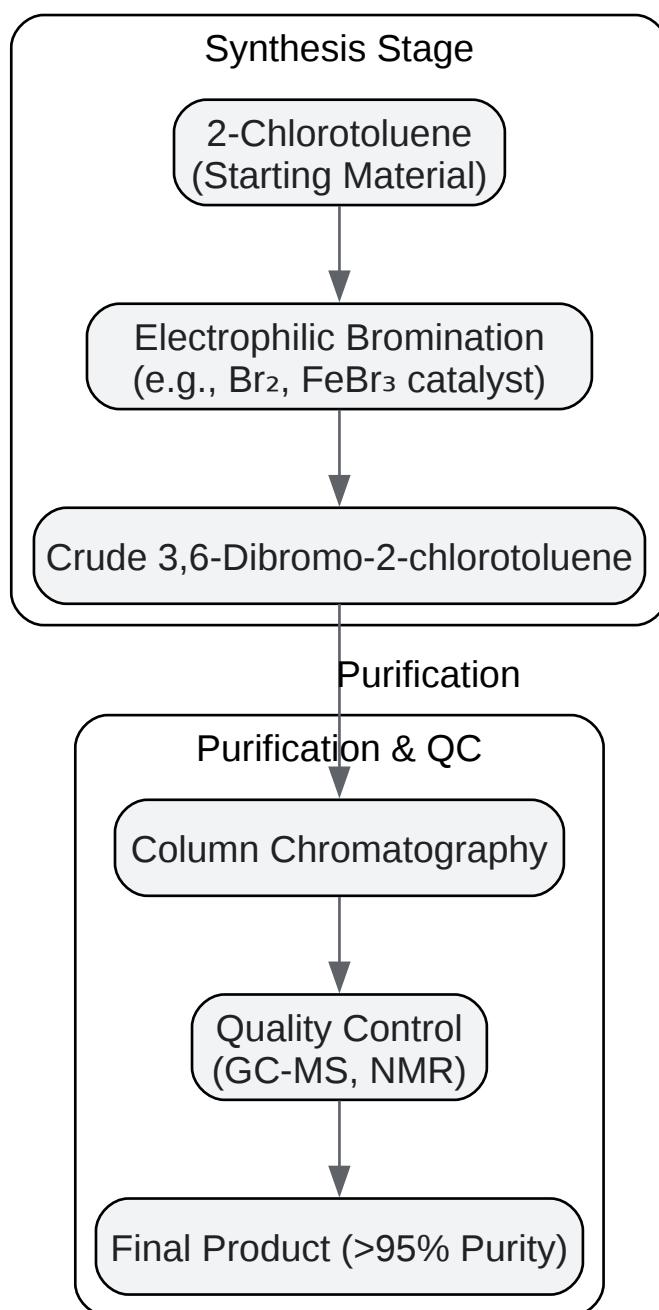 Synthesis Stage
2-Chlorotoluene
(Starting Material)
Electrophilic Bromination
(e.g., Br₂, FeBr₃ catalyst)
Crude 3,6-Dibromo-2-chlorotoluene
Purification
Purification & QC
Column Chromatography
Quality Control
(GC-MS, NMR)
Final Product (>95% Purity)